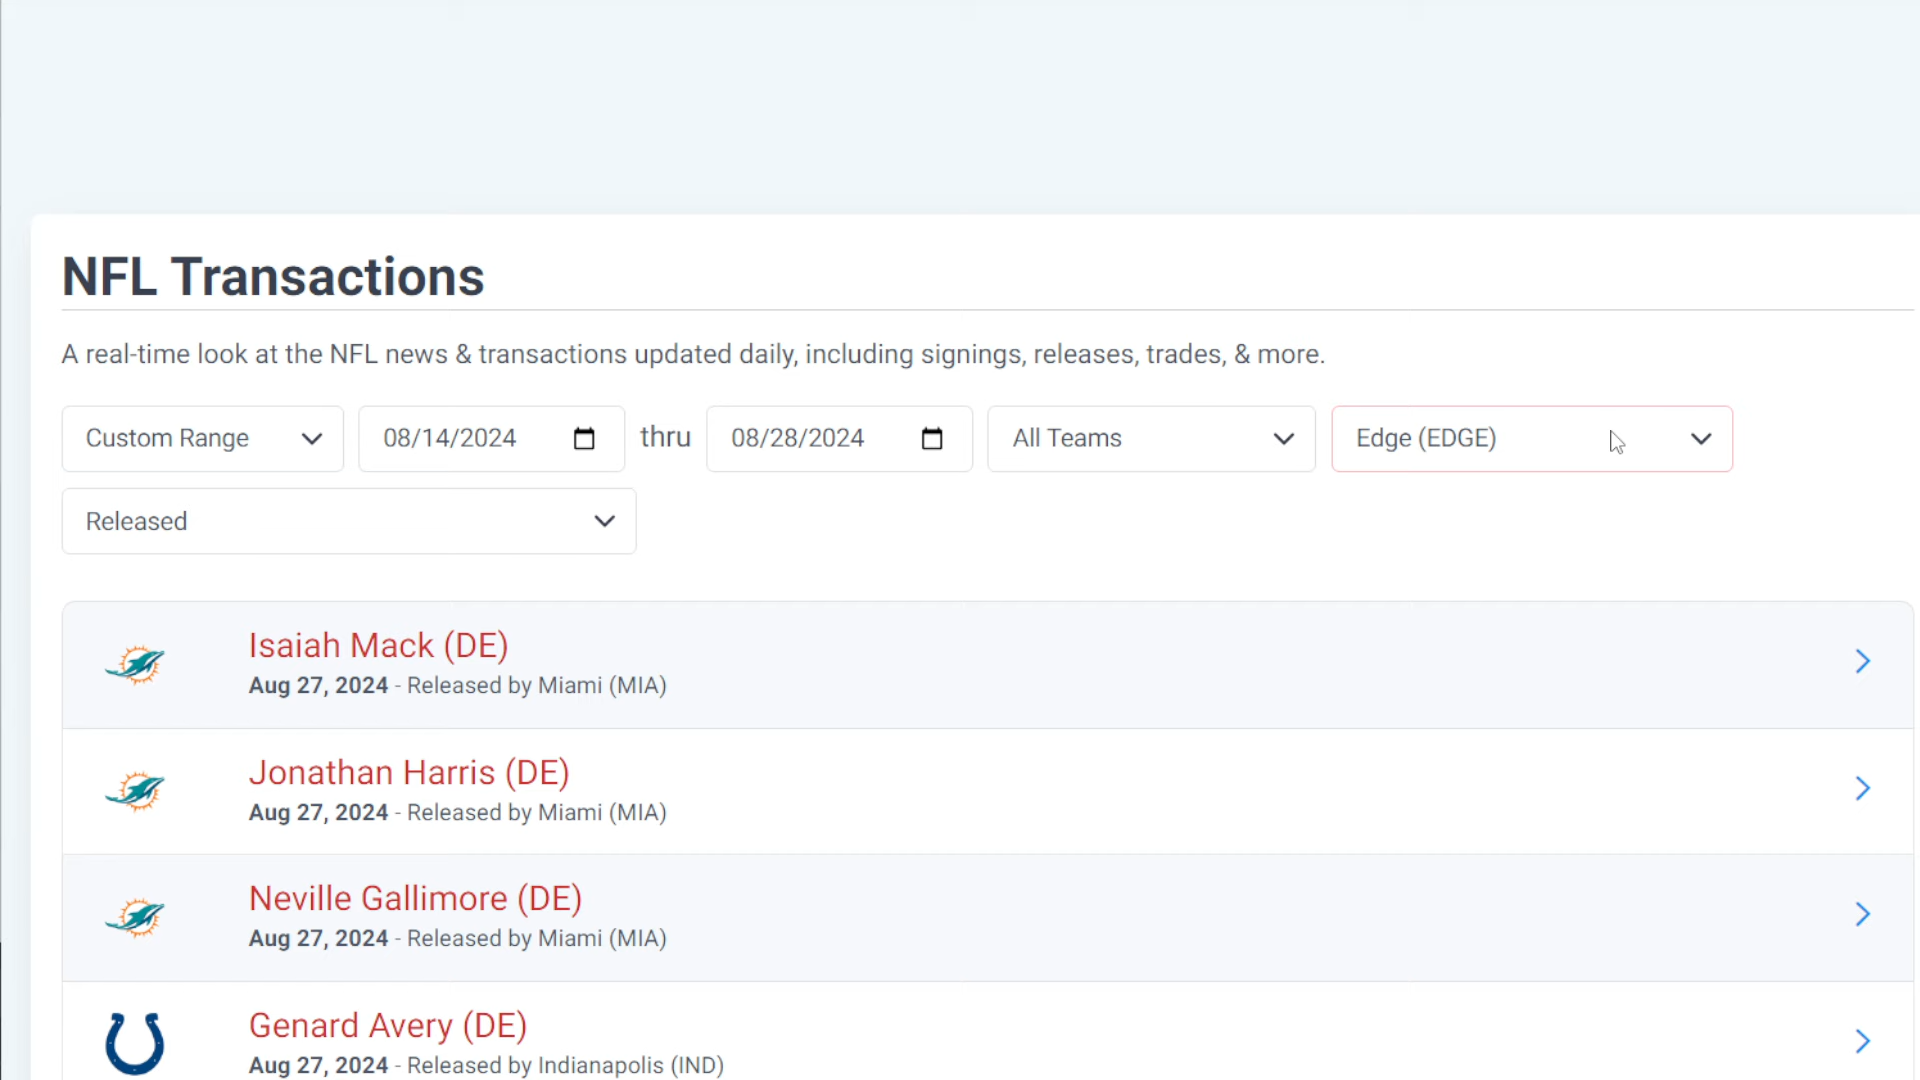 NFL Transactions
A real-time look at the NFL news & transactions updated daily, including signings, releases, trades, & more.
Custom Range 08/14/2024 thru 08/28/2024 All Teams Edge (EDGE)
Released
Isaiah Mack (DE)
Aug 27, 2024 - Released by Miami (MIA)
Jonathan Harris (DE)
Aug 27, 2024 - Released by Miami (MIA)
Neville Gallimore (DE)
Aug 27, 2024 - Released by Miami (MIA)
Genard Avery (DE)
Aug 27, 2024 - Released by Indianapolis (IND)